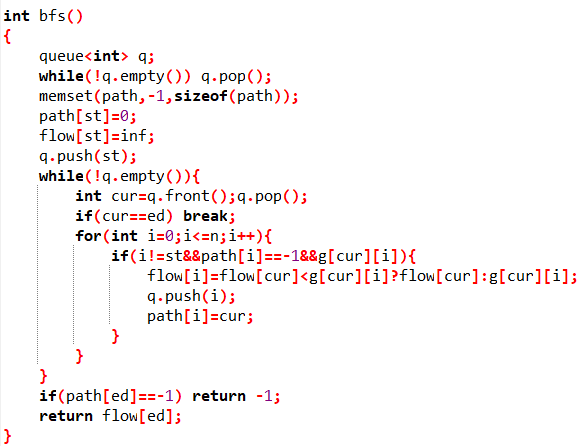 int bfs()
{
    queue<int> q;
    while(!q.empty()) q.pop();
    memset(path,-1,sizeof(path));
    path[st]=0;
    flow[st]=inf;
    q.push(st);
    while(!q.empty()){
        int cur=q.front();q.pop();
        if(cur==ed) break;
        for(int i=0;i<=n;i++){
            if(i!=st&&path[i]==-1&&g[cur][i]){
                flow[i]=flow[cur]<g[cur][i]?flow[cur]:g[cur][i];
                q.push(i);
                path[i]=cur;
            }
        }
    }
    if(path[ed]==-1) return -1;
    return flow[ed];
}